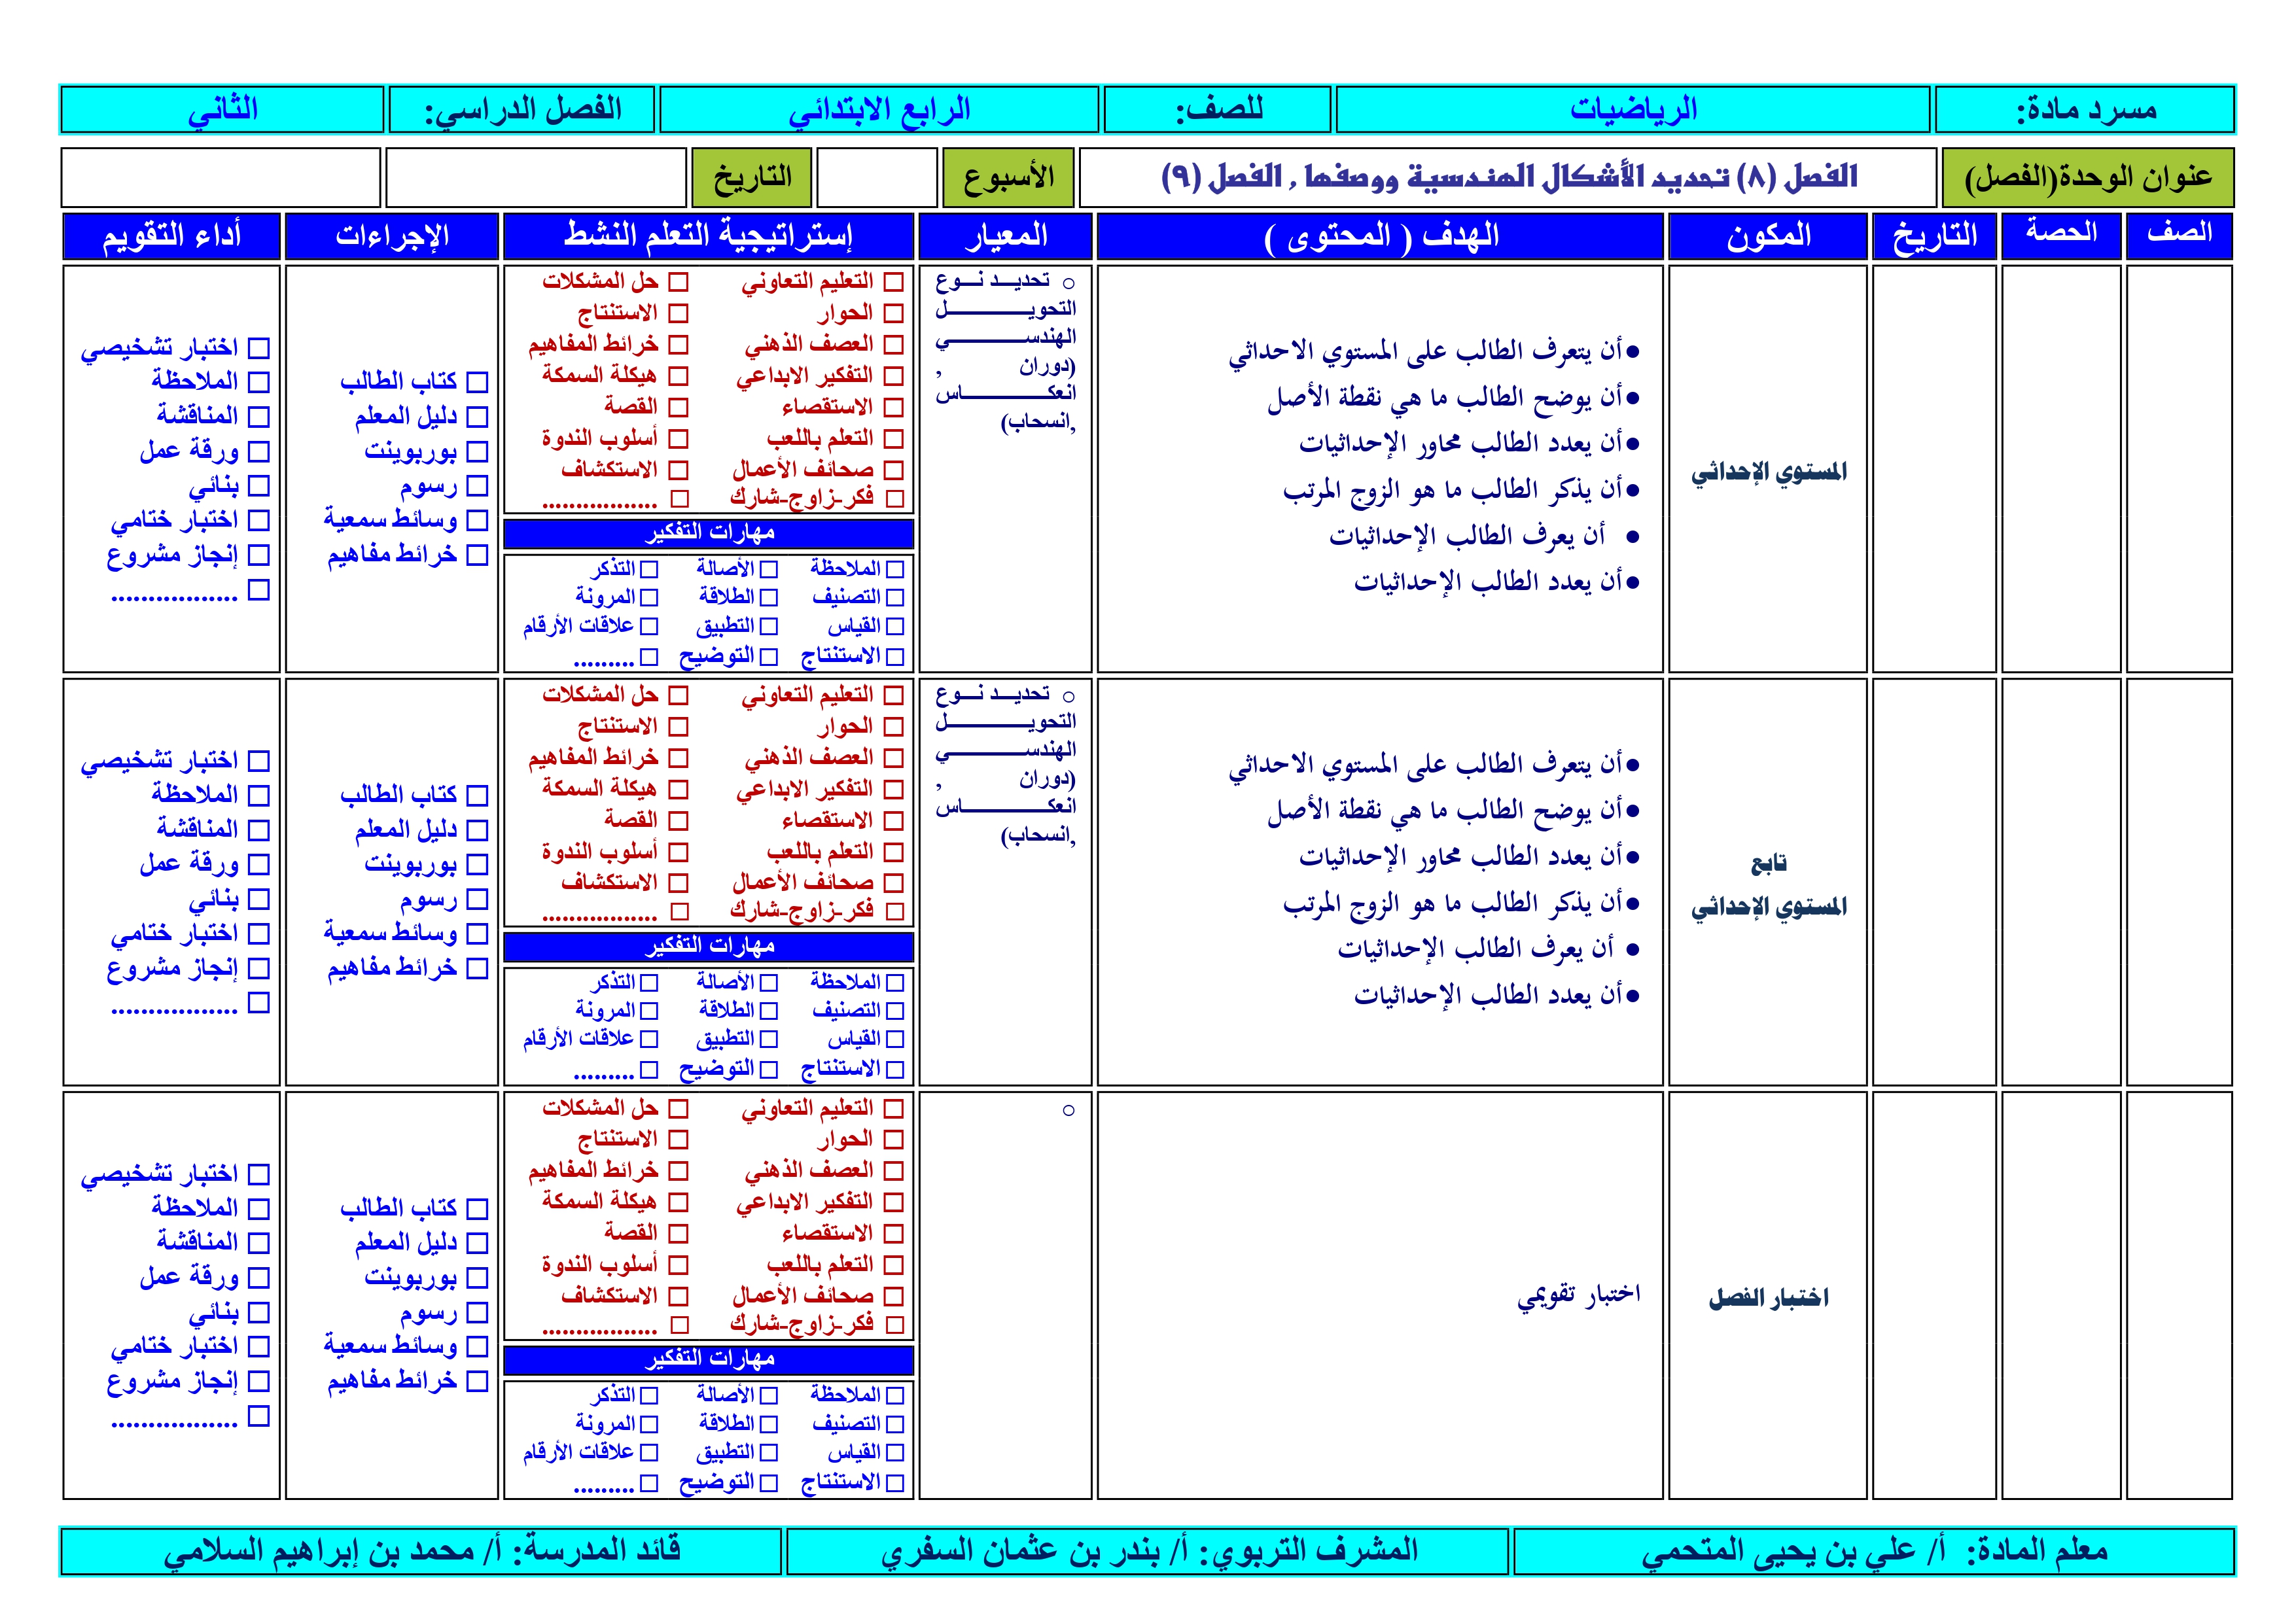 مسرد مادة: الرياضيات للصف: الرابع الابتدائي الفصل الدراسي: الثاني
عنوان الوحدة(الفصل) الفصل (٨) تحديد الأشكال الهندسية ووصفها , الفصل (٩) الأسبوع التاريخ
الصف الحصة التاريخ المكون الهدف ( المحتوى ) المعيار إستراتيجية التعلم النشط الإجراءات أداء التقويم
المستوي الإحداثي
●أن يتعرف الطالب على المستوي الاحداثي
●أن يوضح الطالب ما هي نقطة الأصل
●أن يعدد الطالب محاور الإحداثيات
●أن يذكر الطالب ما هو الزوج المرتب
● أن يعرف الطالب الإحداثيات
●أن يعدد الطالب الإحداثيات
○ تحديـــد نـــوع
التحويـــــــــــل
الهندســـــــــــي
(دوران ,
انعكـــــــــــاس
,انسحاب)
□ التعليم التعاوني □ حل المشكلات
□ الحوار □ الاستنتاج
□ العصف الذهني □ خرائط المفاهيم
□ التفكير الابداعي □ هيكلة السمكة
□ الاستقصاء □ القصة
□ التعلم باللعب □ أسلوب الندوة
□ صحائف الأعمال □ الاستكشاف
□ فكر-زاوج-شارك □ .................
مهارات التفكير
□ الملاحظة □ الأصالة □ التذكر
□ التصنيف □ الطلاقة □ المرونة
□ القياس □ التطبيق □ علاقات الأرقام
□ الاستنتاج □ التوضيح □ .........
□ كتاب الطالب
□ دليل المعلم
□ بوربوينت
□ رسوم
□ وسائط سمعية
□ خرائط مفاهيم
□ اختبار تشخيصي
□ الملاحظة
□ المناقشة
□ ورقة عمل
□ بنائي
□ اختبار ختامي
□ إنجاز مشروع
□ .................
تابع
المستوي الإحداثي
●أن يتعرف الطالب على المستوي الاحداثي
●أن يوضح الطالب ما هي نقطة الأصل
●أن يعدد الطالب محاور الإحداثيات
●أن يذكر الطالب ما هو الزوج المرتب
● أن يعرف الطالب الإحداثيات
●أن يعدد الطالب الإحداثيات
○ تحديـــد نـــوع
التحويـــــــــــل
الهندســـــــــــي
(دوران ,
انعكـــــــــــاس
,انسحاب)
□ التعليم التعاوني □ حل المشكلات
□ الحوار □ الاستنتاج
□ العصف الذهني □ خرائط المفاهيم
□ التفكير الابداعي □ هيكلة السمكة
□ الاستقصاء □ القصة
□ التعلم باللعب □ أسلوب الندوة
□ صحائف الأعمال □ الاستكشاف
□ فكر-زاوج-شارك □ .................
مهارات التفكير
□ الملاحظة □ الأصالة □ التذكر
□ التصنيف □ الطلاقة □ المرونة
□ القياس □ التطبيق □ علاقات الأرقام
□ الاستنتاج □ التوضيح □ .........
□ كتاب الطالب
□ دليل المعلم
□ بوربوينت
□ رسوم
□ وسائط سمعية
□ خرائط مفاهيم
□ اختبار تشخيصي
□ الملاحظة
□ المناقشة
□ ورقة عمل
□ بنائي
□ اختبار ختامي
□ إنجاز مشروع
□ .................
اختبار الفصل
اختبار تقويمي
○
□ التعليم التعاوني □ حل المشكلات
□ الحوار □ الاستنتاج
□ العصف الذهني □ خرائط المفاهيم
□ التفكير الابداعي □ هيكلة السمكة
□ الاستقصاء □ القصة
□ التعلم باللعب □ أسلوب الندوة
□ صحائف الأعمال □ الاستكشاف
□ فكر-زاوج-شارك □ .................
مهارات التفكير
□ الملاحظة □ الأصالة □ التذكر
□ التصنيف □ الطلاقة □ المرونة
□ القياس □ التطبيق □ علاقات الأرقام
□ الاستنتاج □ التوضيح □ .........
□ كتاب الطالب
□ دليل المعلم
□ بوربوينت
□ رسوم
□ وسائط سمعية
□ خرائط مفاهيم
□ اختبار تشخيصي
□ الملاحظة
□ المناقشة
□ ورقة عمل
□ بنائي
□ اختبار ختامي
□ إنجاز مشروع
□ .................
معلم المادة: أ/ علي بن يحيى المتحمي المشرف التربوي: أ/ بندر بن عثمان السفري قائد المدرسة: أ/ محمد بن إبراهيم السلامي